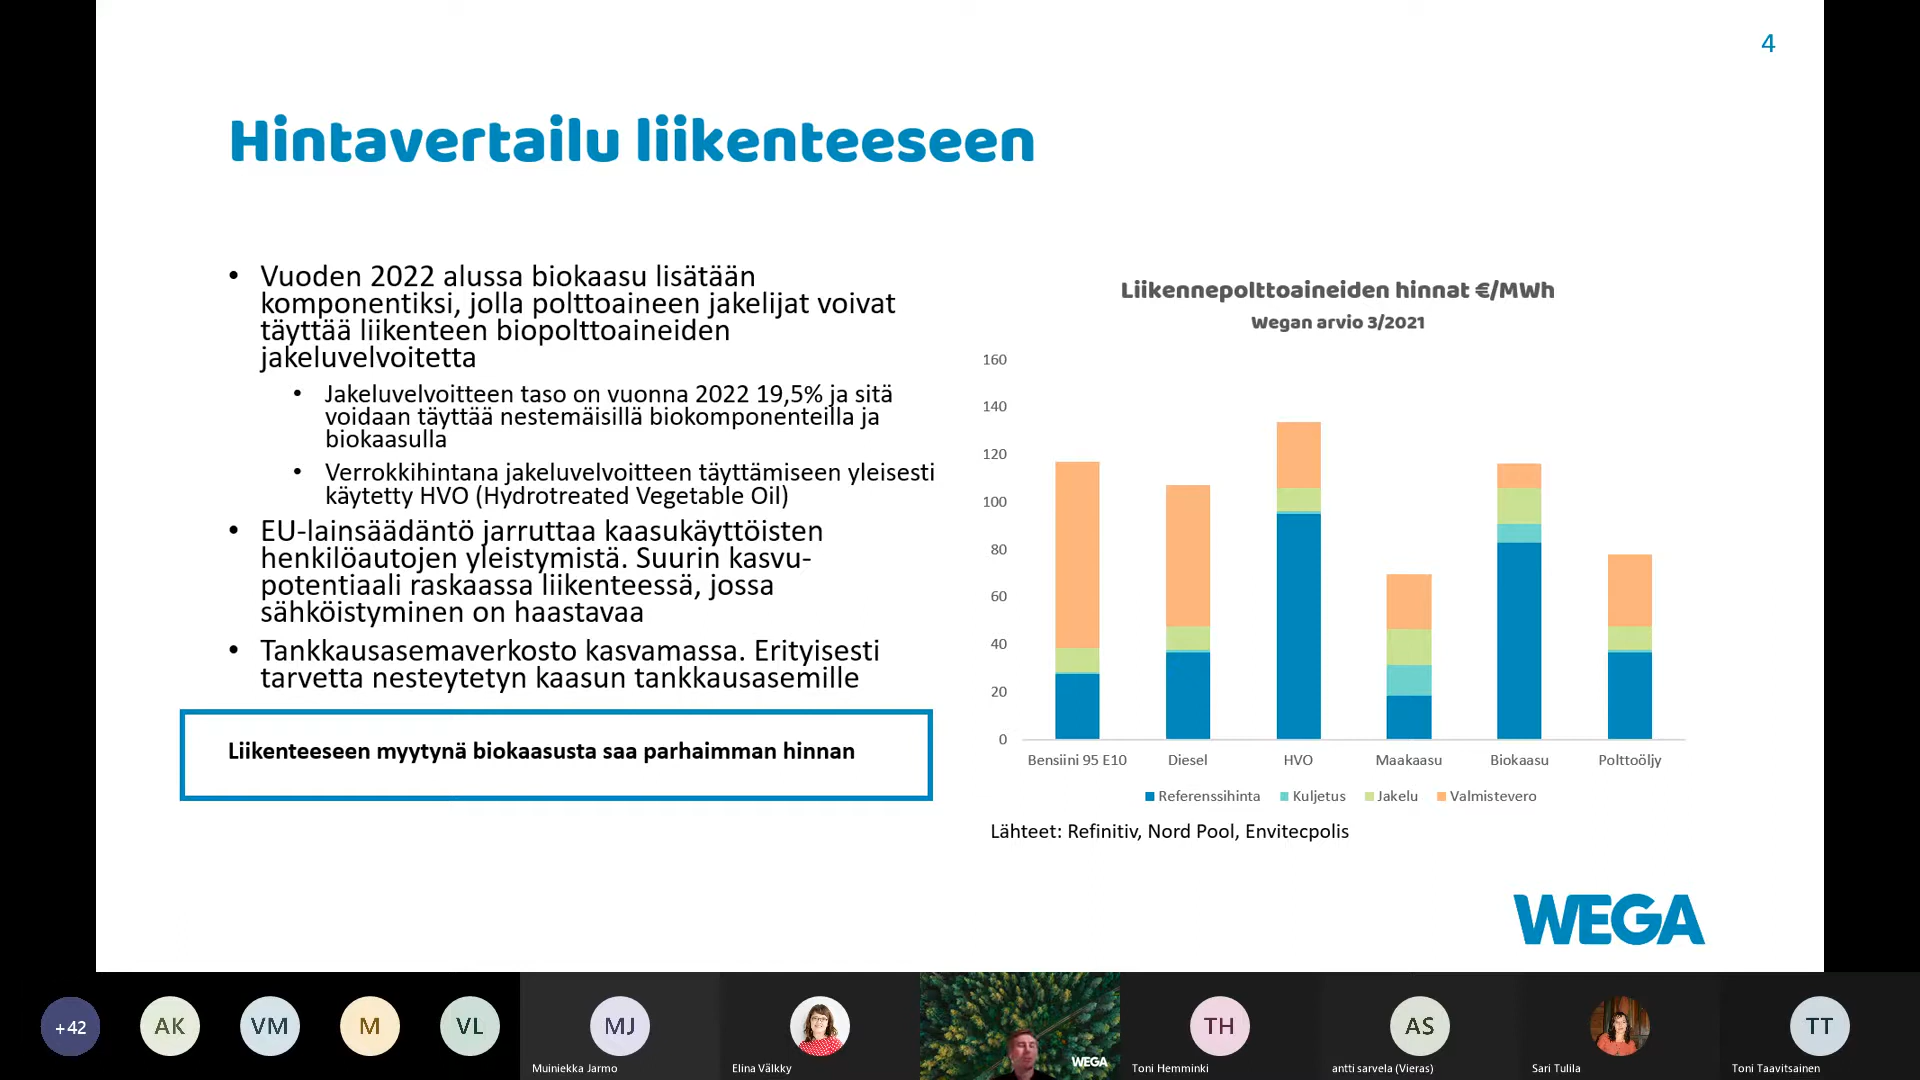 4
Hintavertailu liikenteeseen
• Vuoden 2022 alussa biokaasu lisätään
komponentiksi, jolla polttoaineen jakelijat voivat
täyttää liikenteen biopolttoaineiden
jakeluvelvoitetta
• Jakeluvelvoitteen taso on vuonna 2022 19,5% ja sitä
voidaan täyttää nestemäisillä biokomponenteilla ja
biokaasulla
• Verrokkihintana jakeluvelvoitteen täyttämiseen yleisesti
käytetty HVO (Hydrotreated Vegetable Oil)
• EU-lainsäädäntö jarruttaa kaasukäyttöisten
henkilöautojen yleistymistä. Suurin kasvu-
potentiaali raskaassa liikenteessä, jossa
sähköistyminen on haastavaa
• Tankkausasemaverkosto kasvamassa. Erityisesti
tarvetta nesteytetyn kaasun tankkausasemille
Liikenteeseen myytynä biokaasusta saa parhaimman hinnan
Liikennepolttoaineiden hinnat €/MWh
Wegan arvio 3/2021
160
140
120
100
80
60
40
20
0
Bensiini 95 E10 Diesel HVO Maakaasu Biokaasu Polttoöljy
Referenssihinta Kuljetus Jakelu Valmistevero
Lähteet: Refinitiv, Nord Pool, Envitecpolis
WEGA
+42 AK VM M VL MJ TH AS TT
WEGA
Muiniekka Jarmo Elina Välkky Toni Hemminki antti sarvela (Vieras) Sari Tulila Toni Taavitsainen